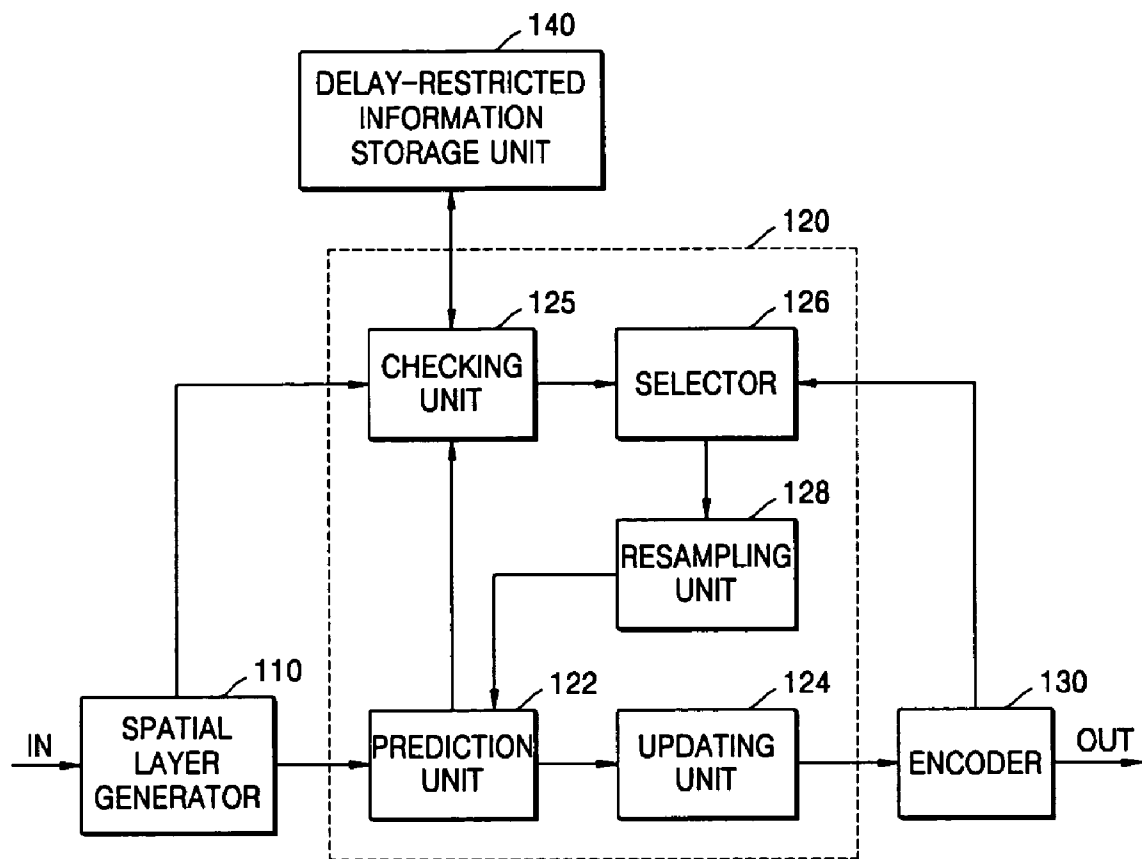 140
DELAY-RESTRICTED
INFORMATION
STORAGE UNIT
120
125
CHECKING
UNIT
126
SELECTOR
128
RESAMPLING
UNIT
110
SPATIAL
LAYER
GENERATOR
IN
122
PREDICTION
UNIT
124
UPDATING
UNIT
130
ENCODER
OUT